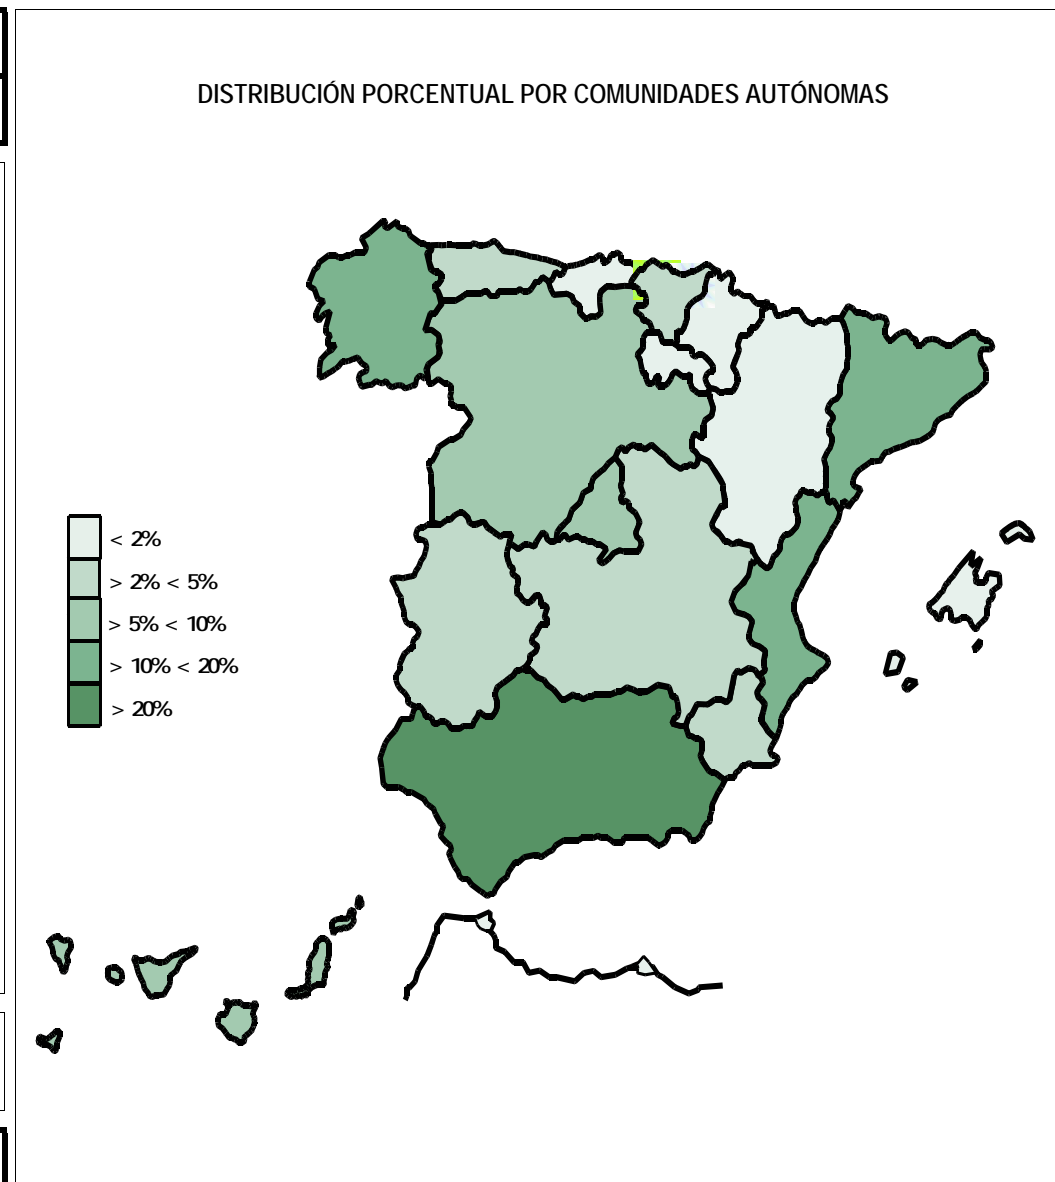 DISTRIBUCIÓN PORCENTUAL POR COMUNIDADES AUTÓNOMAS
< 2%
> 2% < 5%
> 5% < 10%
> 10% < 20%
> 20%